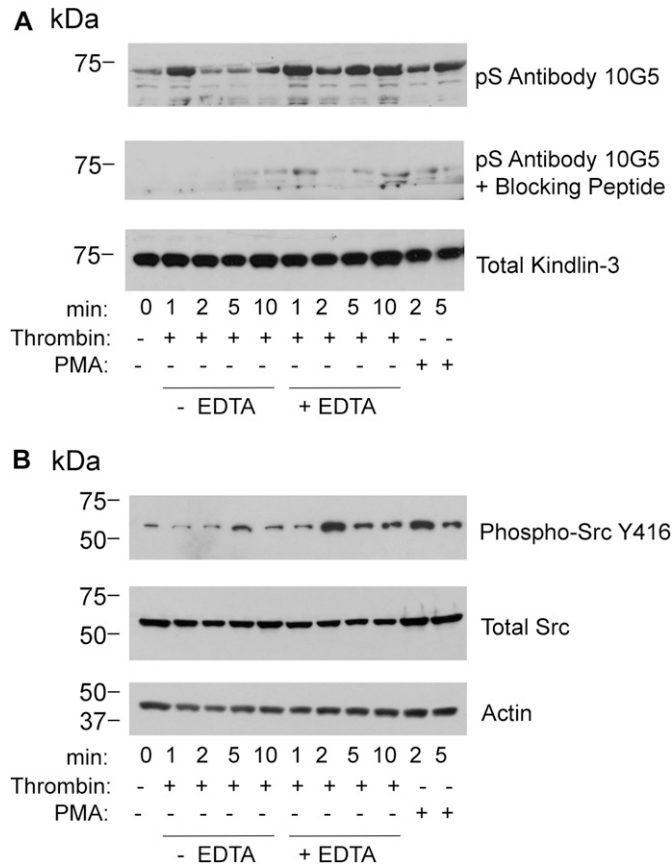 A kDa
75–
pS Antibody 10G5
75–
pS Antibody 10G5
+ Blocking Peptide
75–
Total Kindlin-3
min: 0 1 2 5 10 1 2 5 10 2 5
Thrombin: - + + + + + + + + - -
PMA: - - - - - - - - - + +
- EDTA + EDTA
B kDa
75–
50–
Phospho-Src Y416
75–
50–
Total Src
50–
37–
Actin
min: 0 1 2 5 10 1 2 5 10 2 5
Thrombin: - + + + + + + + + - -
PMA: - - - - - - - - - + +
- EDTA + EDTA